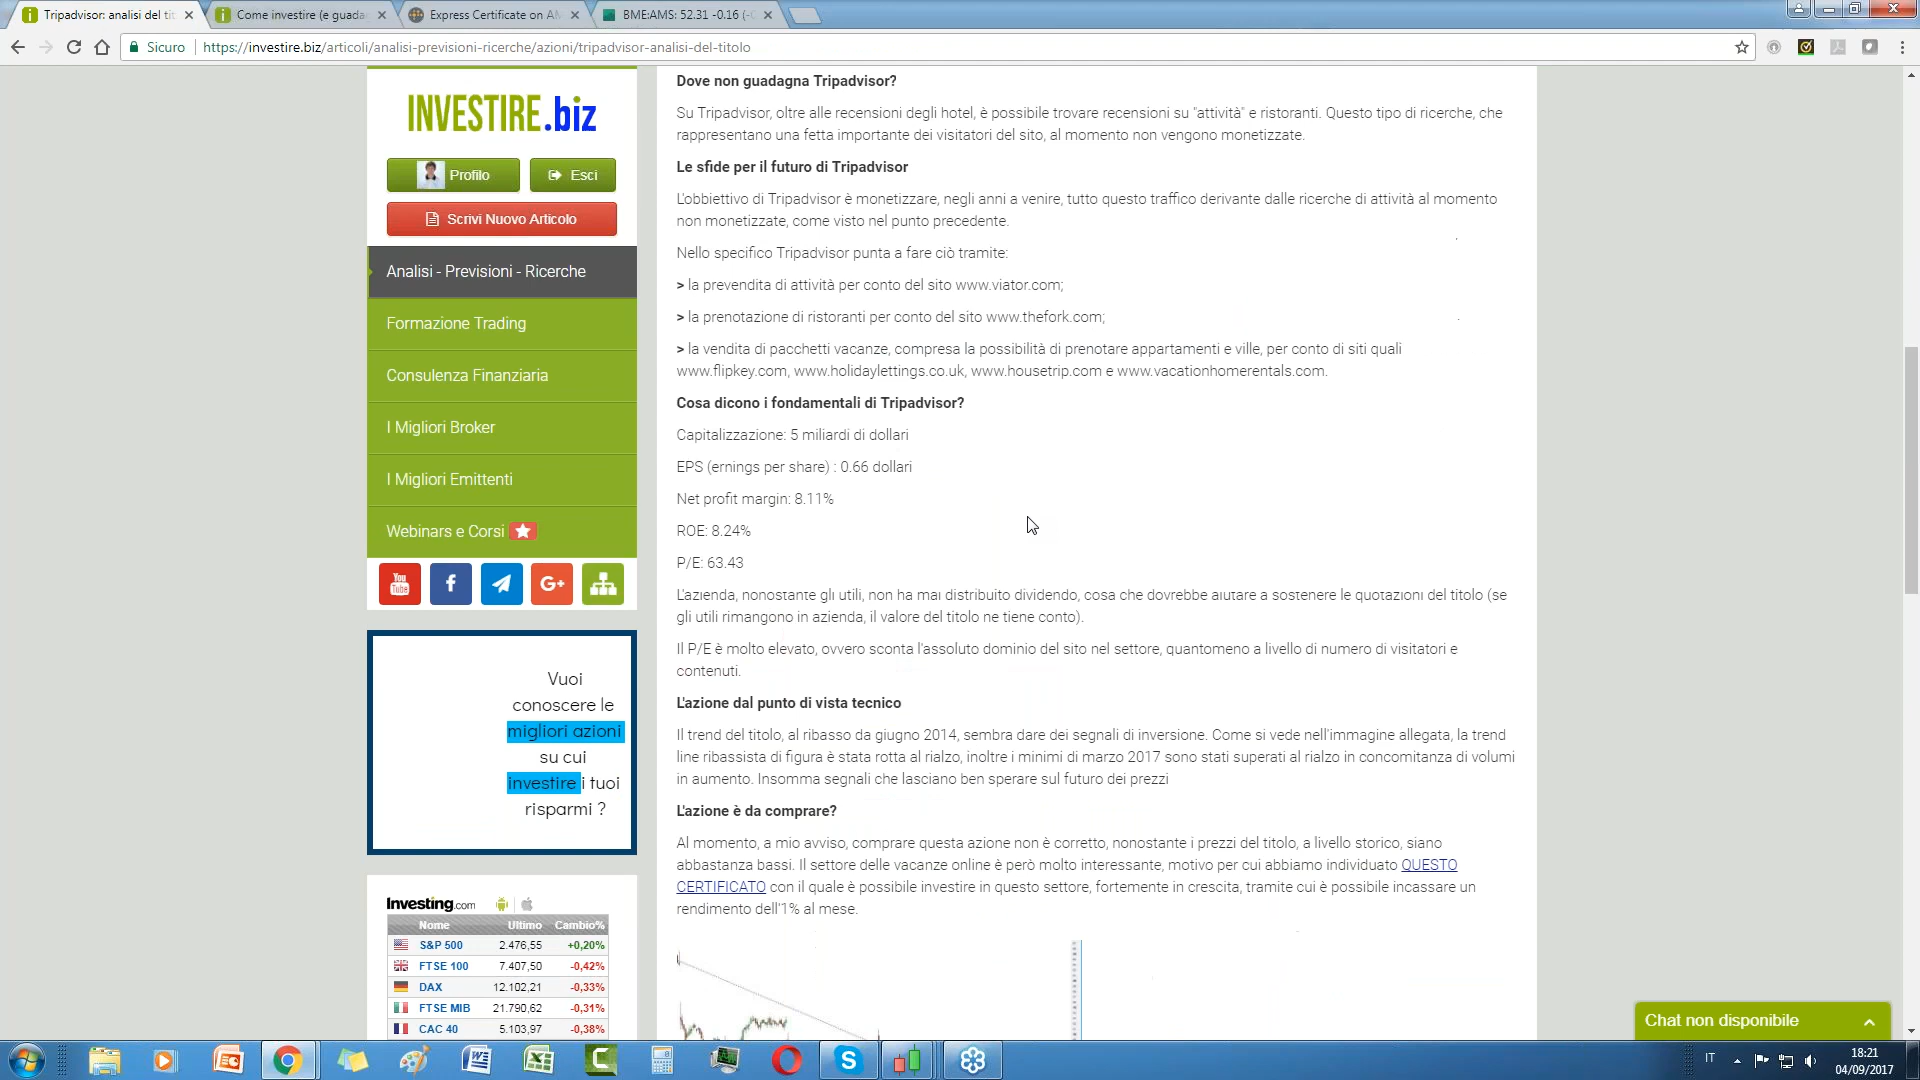 Tripadvisor: analisi del tit
Come investire (e guada
Express Certificate on AM
BME:AMS: 52.31 -0.16 (-
Sicuro
https://investire.biz/articoli/analisi-previsioni-ricerche/azioni/tripadvisor-analisi-del-titolo
INVESTIRE.biz
Profilo
Esci
Scrivi Nuovo Articolo
Analisi - Previsioni - Ricerche
Formazione Trading
Consulenza Finanziaria
I Migliori Broker
I Migliori Emittenti
Webinars e Corsi
You
Tube
f
G+
Vuoi
conoscere le
migliori azioni
su cui
investire i tuoi
risparmi ?
Investing.com
Nome Ultimo Cambio%
S&P 500 2.476,55 +0,20%
FTSE 100 7.407,50 -0,42%
DAX 12.102,21 -0,33%
FTSE MIB 21.790,62 -0,31%
CAC 40 5.103,97 -0,38%
Dove non guadagna Tripadvisor?
Su Tripadvisor, oltre alle recensioni degli hotel, è possibile trovare recensioni su "attività" e ristoranti. Questo tipo di ricerche, che
rappresentano una fetta importante dei visitatori del sito, al momento non vengono monetizzate.
Le sfide per il futuro di Tripadvisor
L'obbiettivo di Tripadvisor è monetizzare, negli anni a venire, tutto questo traffico derivante dalle ricerche di attività al momento
non monetizzate, come visto nel punto precedente.
Nello specifico Tripadvisor punta a fare ciò tramite:
> la prevendita di attività per conto del sito www.viator.com;
> la prenotazione di ristoranti per conto del sito www.thefork.com;
> la vendita di pacchetti vacanze, compresa la possibilità di prenotare appartamenti e ville, per conto di siti quali
www.flipkey.com, www.holidaylettings.co.uk, www.housetrip.com e www.vacationhomerentals.com.
Cosa dicono i fondamentali di Tripadvisor?
Capitalizzazione: 5 miliardi di dollari
EPS (ernings per share) : 0.66 dollari
Net profit margin: 8.11%
ROE: 8.24%
P/E: 63.43
L'azienda, nonostante gli utili, non ha mai distribuito dividendo, cosa che dovrebbe aiutare a sostenere le quotazioni del titolo (se
gli utili rimangono in azienda, il valore del titolo ne tiene conto).
Il P/E è molto elevato, ovvero sconta l'assoluto dominio del sito nel settore, quantomeno a livello di numero di visitatori e
contenuti.
L'azione dal punto di vista tecnico
Il trend del titolo, al ribasso da giugno 2014, sembra dare dei segnali di inversione. Come si vede nell'immagine allegata, la trend
line ribassista di figura è stata rotta al rialzo, inoltre i minimi di marzo 2017 sono stati superati al rialzo in concomitanza di volumi
in aumento. Insomma segnali che lasciano ben sperare sul futuro dei prezzi
L'azione è da comprare?
Al momento, a mio avviso, comprare questa azione non è corretto, nonostante i prezzi del titolo, a livello storico, siano
abbastanza bassi. Il settore delle vacanze online è però molto interessante, motivo per cui abbiamo individuato QUESTO
CERTIFICATO con il quale è possibile investire in questo settore, fortemente in crescita, tramite cui è possibile incassare un
rendimento dell'1% al mese.
Chat non disponibile
IT
18:21
04/09/2017